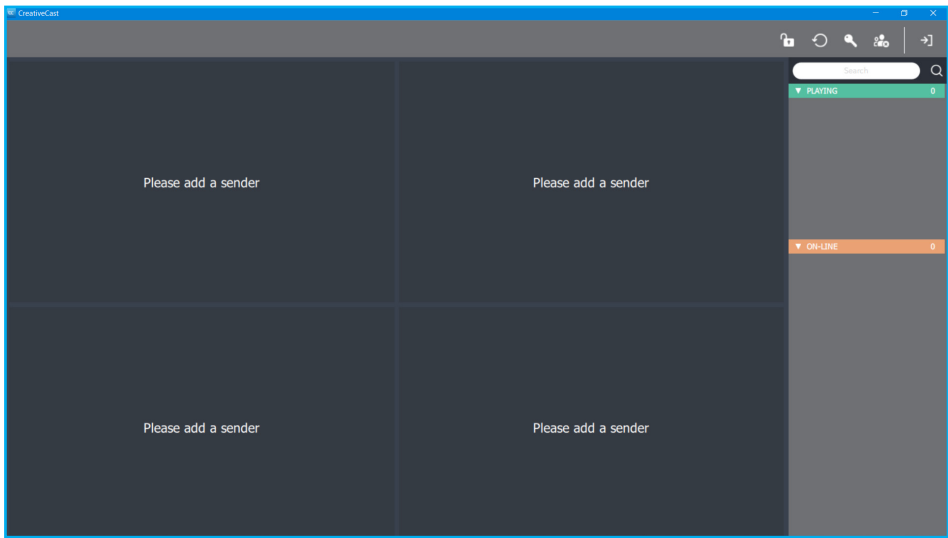 CreativeCast
Search
▼ PLAYING 0
Please add a sender Please add a sender
▼ ON-LINE 0
Please add a sender Please add a sender